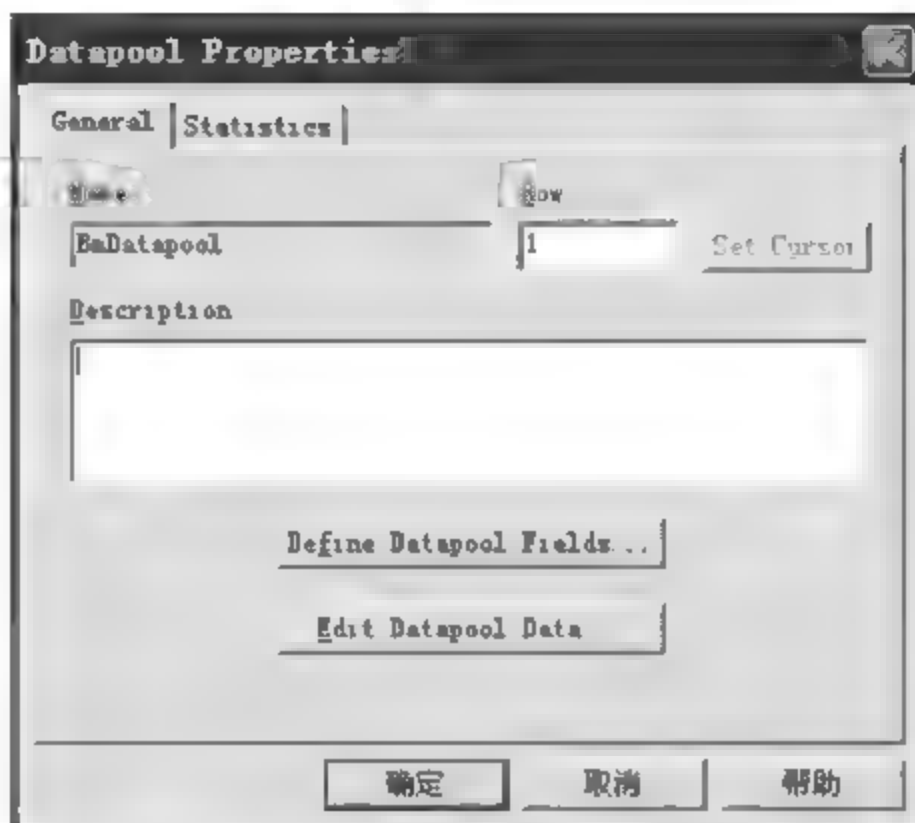 Datapool Properties
General Statistics
EmDatapool 1 Set Cursor
Description
Define Datapool Fields...
Edit Datapool Data
确定 取消 帮助